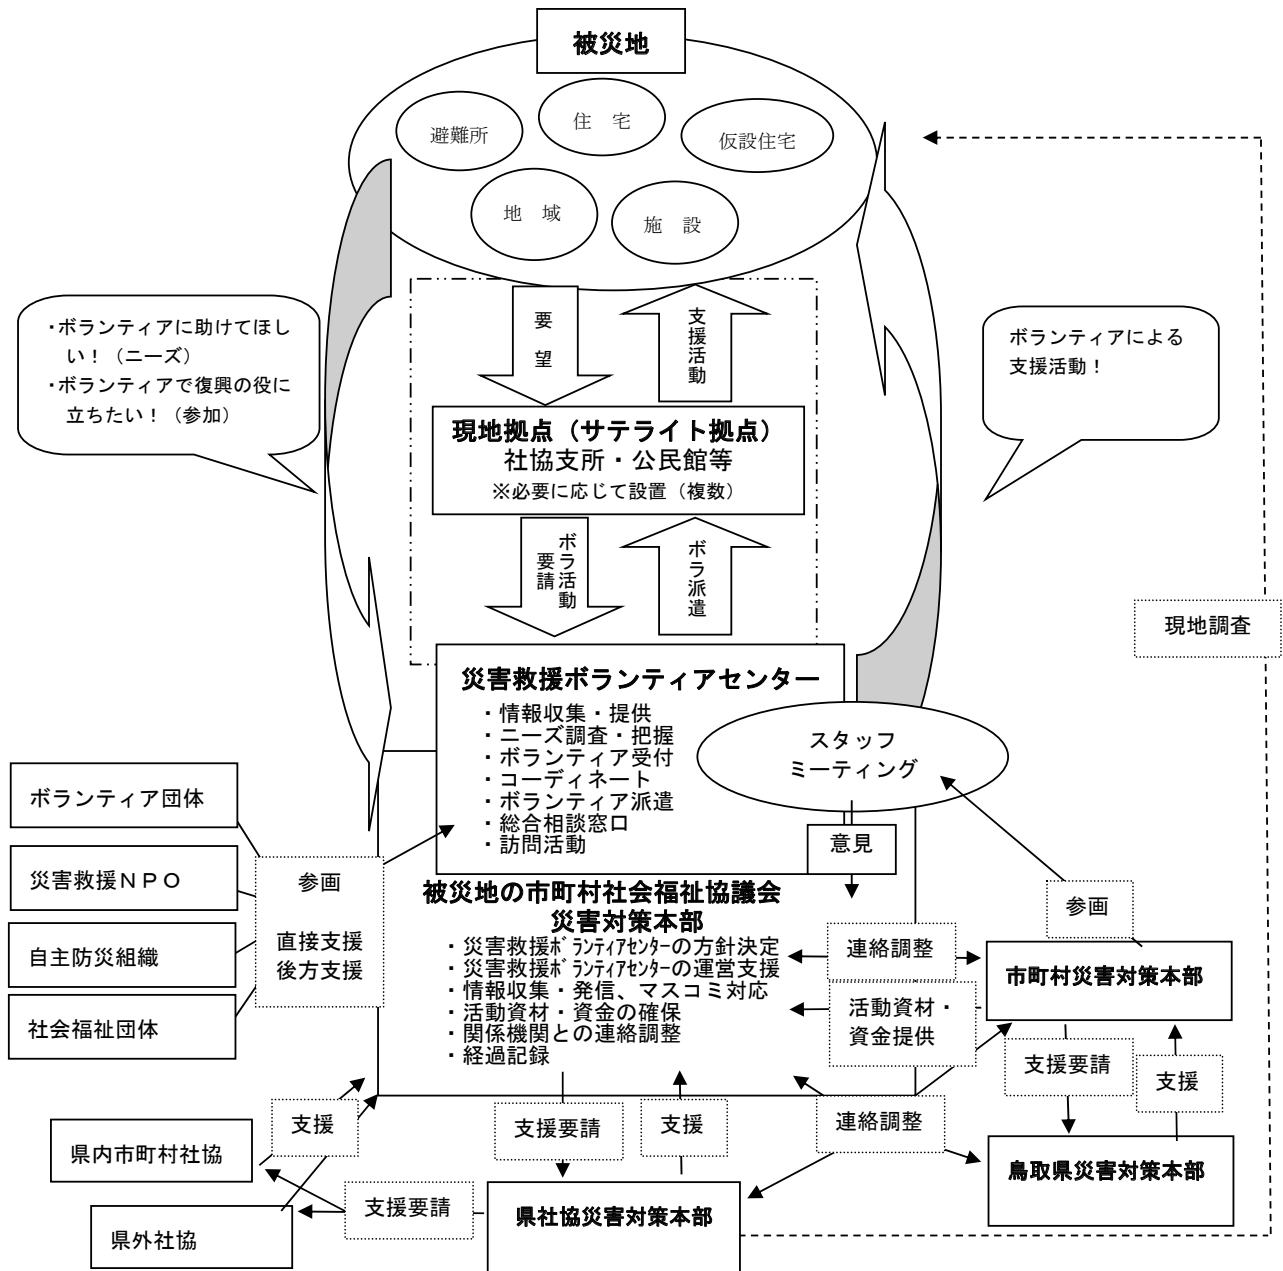 被災地
避難所
住 宅
仮設住宅
地 域
施 設
・ボランティアに助けてほし
い！（ニーズ）
・ボランティアで復興の役に
立ちたい！（参加）
要望
支援活動
ボランティアによる
支援活動！
現地拠点（サテライト拠点）
社協支所・公民館等
※必要に応じて設置（複数）
ボラ活動
要請
ボラ派遣
現地調査
災害救援ボランティアセンター
・情報収集・提供
・ニーズ調査・把握
・ボランティア受付
・コーディネート
・ボランティア派遣
・総合相談窓口
・訪問活動
スタッフ
ミーティング
意見
ボランティア団体
災害救援ＮＰＯ
自主防災組織
社会福祉団体
参画
直接支援
後方支援
被災地の市町村社会福祉協議会
災害対策本部
・災害救援ﾎﾞﾗﾝﾃｨｱｾﾝﾀｰの方針決定
・災害救援ﾎﾞﾗﾝﾃｨｱｾﾝﾀｰの運営支援
・情報収集・発信、マスコミ対応
・活動資材・資金の確保
・関係機関との連絡調整
・経過記録
参画
連絡調整
市町村災害対策本部
活動資材・
資金提供
支援要請
支援
支援
支援要請
支援
連絡調整
県内市町村社協
鳥取県災害対策本部
支援要請
県社協災害対策本部
県外社協